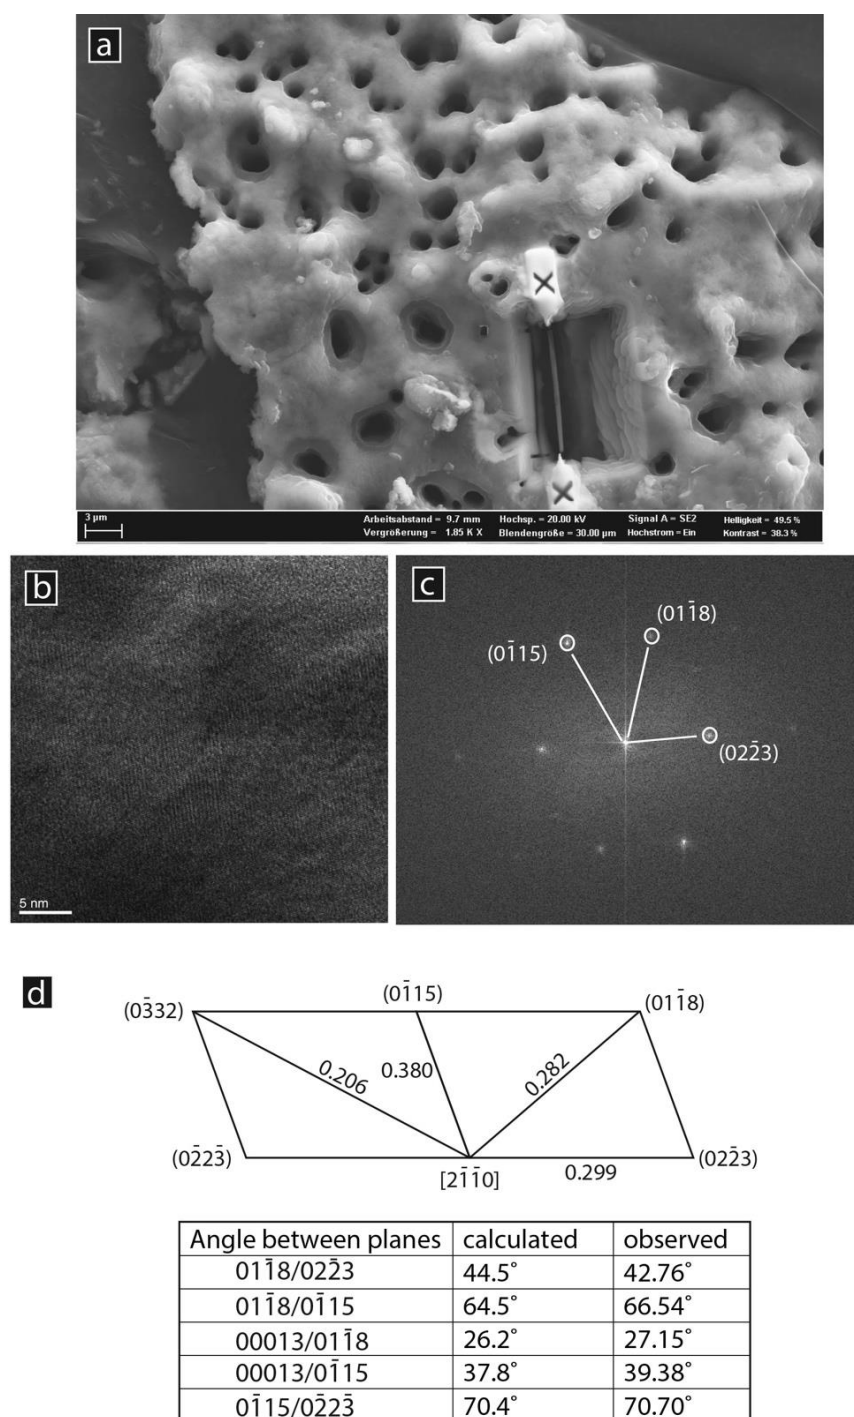 a
X
X
3 µm
Arbeitsabstand = 9.7 mm Hochsp. = 20.00 kV Signal A = SE2 Helligkeit = 49.5 %
Vergrößerung = 1.85 K X Blendengröße = 30.00 µm Hochstrom = Ein Kontrast = 38.3 %
b
5 nm
c
(01̄15)
(011̄8)
(022̄3)
d
(03̄32)
(01̄15)
(011̄8)
0.206
0.380
0.282
(02̄23̄)
[21̄1̄0]
0.299
(022̄3)
Angle between planes calculated observed
011̄8/022̄3 44.5˚ 42.76˚
011̄8/01̄15 64.5˚ 66.54˚
00013/011̄8 26.2˚ 27.15˚
00013/01̄15 37.8˚ 39.38˚
01̄15/02̄23̄ 70.4˚ 70.70˚